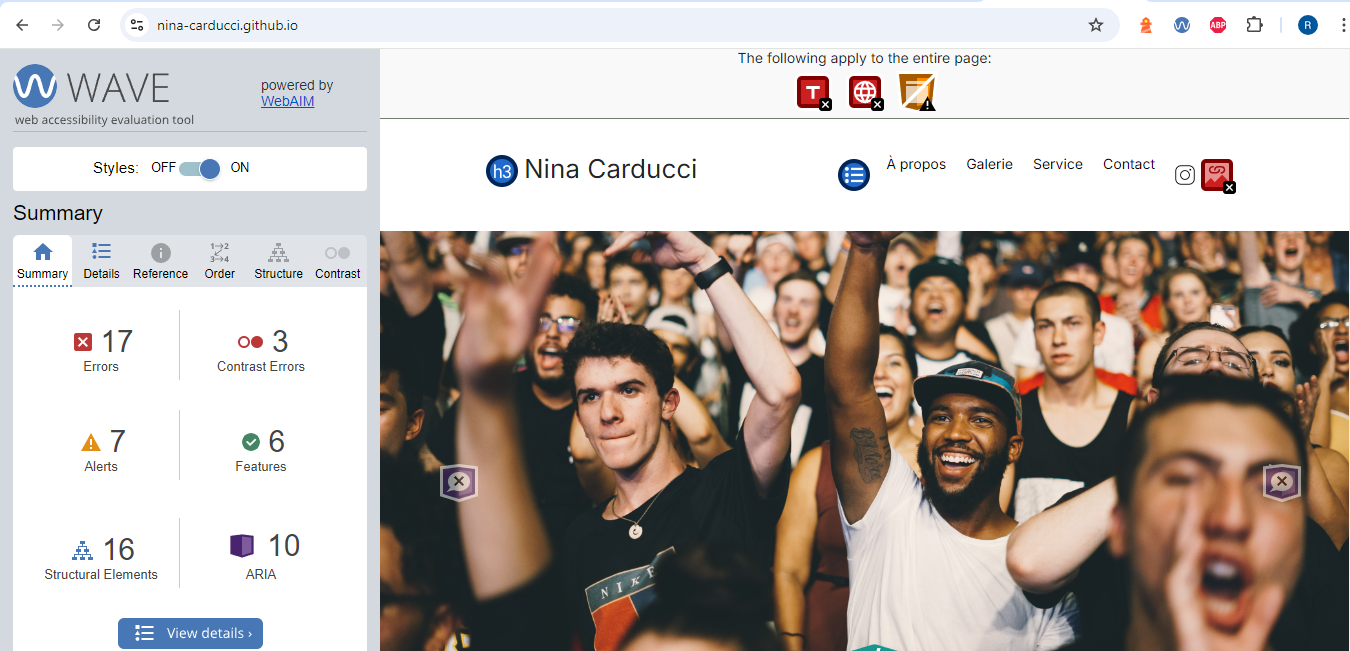 nina-carducci.github.io
ABP
R
WAVE
web accessibility evaluation tool
powered by
WebAIM
Styles: OFF ON
Summary
Summary Details Reference Order Structure Contrast
17
Errors
3
Contrast Errors
7
Alerts
6
Features
16
Structural Elements
10
ARIA
View details ›
The following apply to the entire page:
T
h3 Nina Carducci
À propos Galerie Service Contact
NIKE